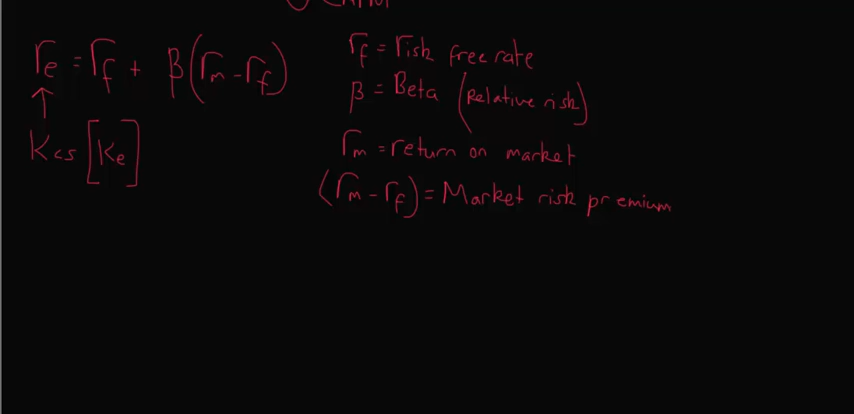 re = rf + β(rm - rf)
Kcs [Ke]
rf = risk free rate
β = Beta (Relative risk)
rm = return on market
(rm - rf) = Market risk premium